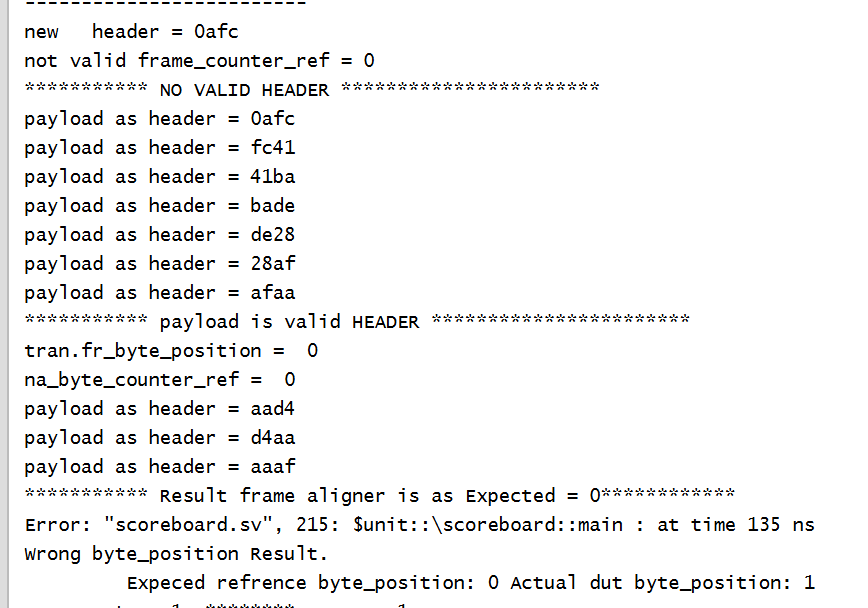 -------------------------
new   header = 0afc
not valid frame_counter_ref = 0
*********** NO VALID HEADER ***********************
payload as header = 0afc
payload as header = fc41
payload as header = 41ba
payload as header = bade
payload as header = de28
payload as header = 28af
payload as header = afaa
*********** payload is valid HEADER ***********************
tran.fr_byte_position =  0
na_byte_counter_ref =  0
payload as header = aad4
payload as header = d4aa
payload as header = aaaf
*********** Result frame aligner is as Expected = 0************
Error: "scoreboard.sv", 215: $unit::\scoreboard::main : at time 135 ns
Wrong byte_position Result.
         Expeced refrence byte_position: 0 Actual dut byte_position: 1